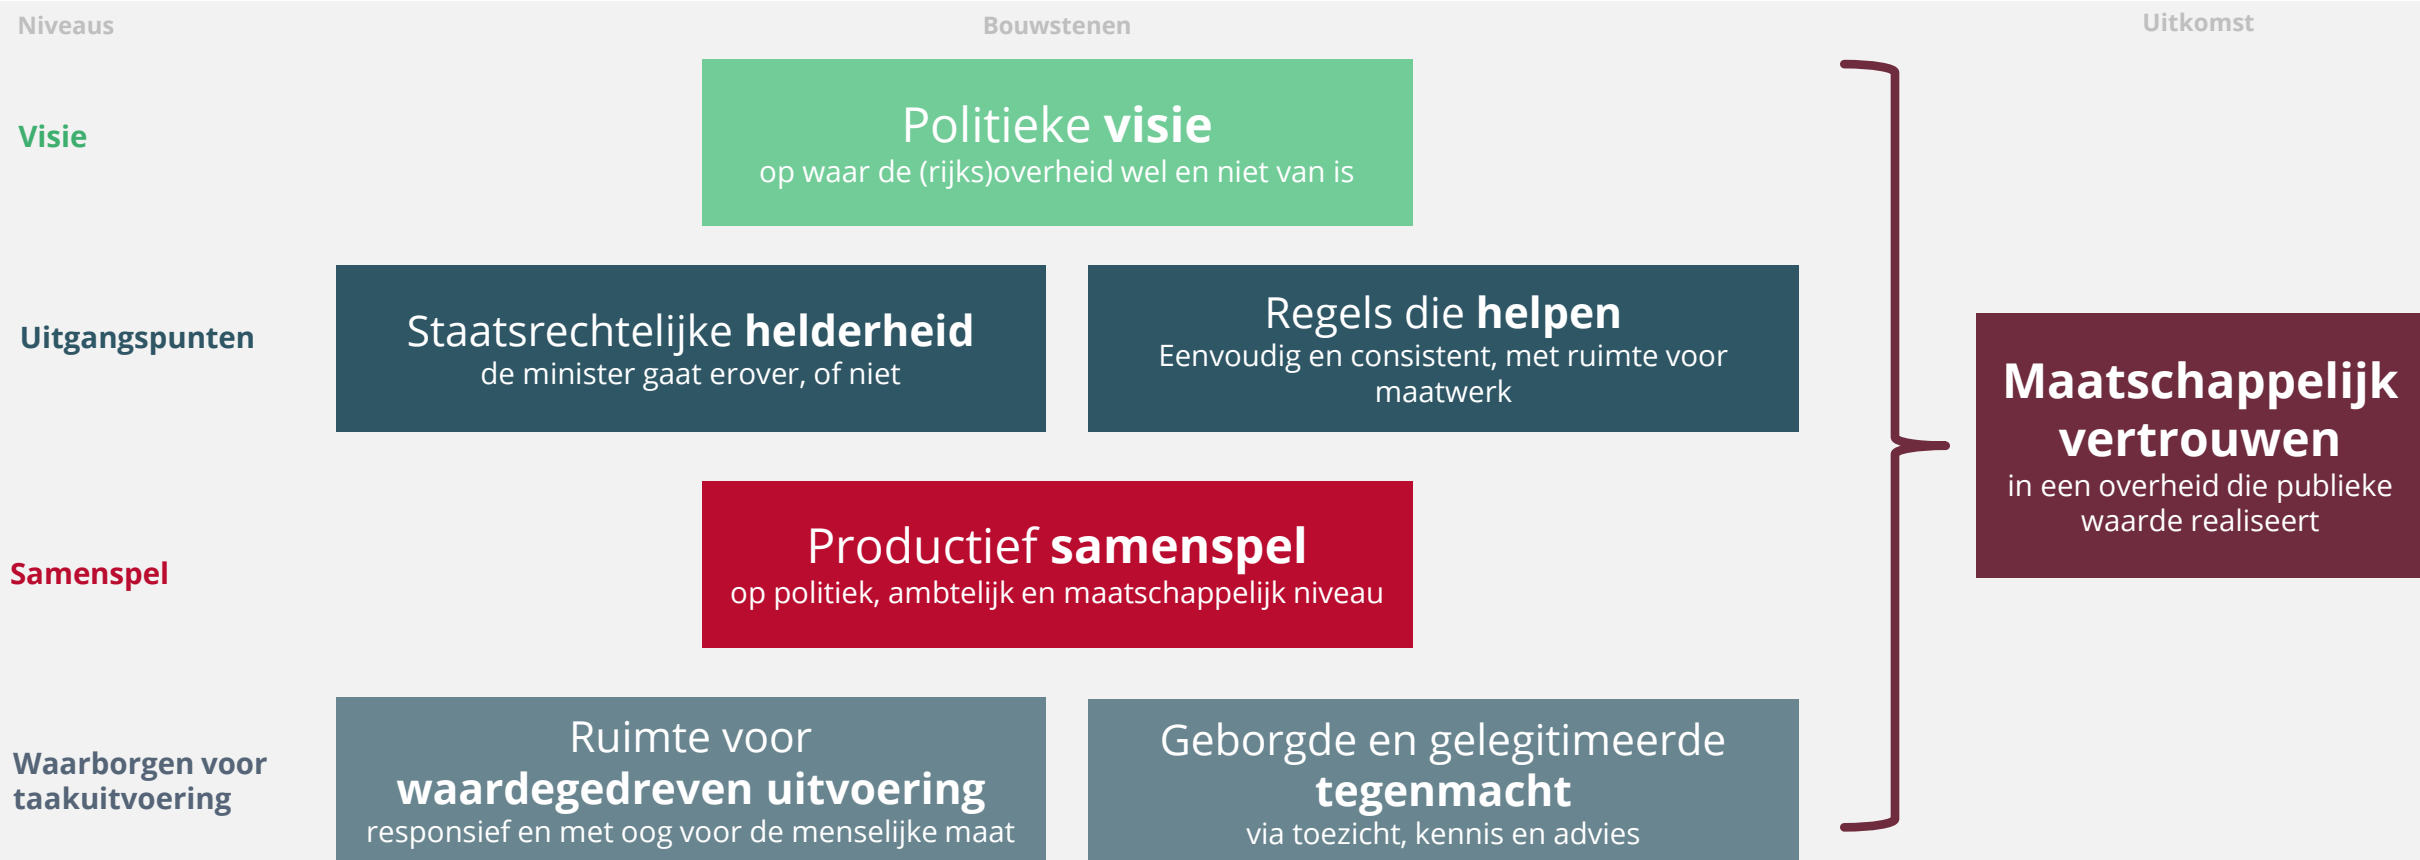 Niveaus
Bouwstenen
Uitkomst
Visie
Politieke visie
op waar de (rijks)overheid wel en niet van is
Uitgangspunten
Staatsrechtelijke helderheid
de minister gaat erover, of niet
Regels die helpen
Eenvoudig en consistent, met ruimte voor
maatwerk
Samenspel
Productief samenspel
op politiek, ambtelijk en maatschappelijk niveau
Waarborgen voor
taakuitvoering
Ruimte voor
waardegedreven uitvoering
responsief en met oog voor de menselijke maat
Geborgde en gelegitimeerde
tegenmacht
via toezicht, kennis en advies
Maatschappelijk
vertrouwen
in een overheid die publieke
waarde realiseert